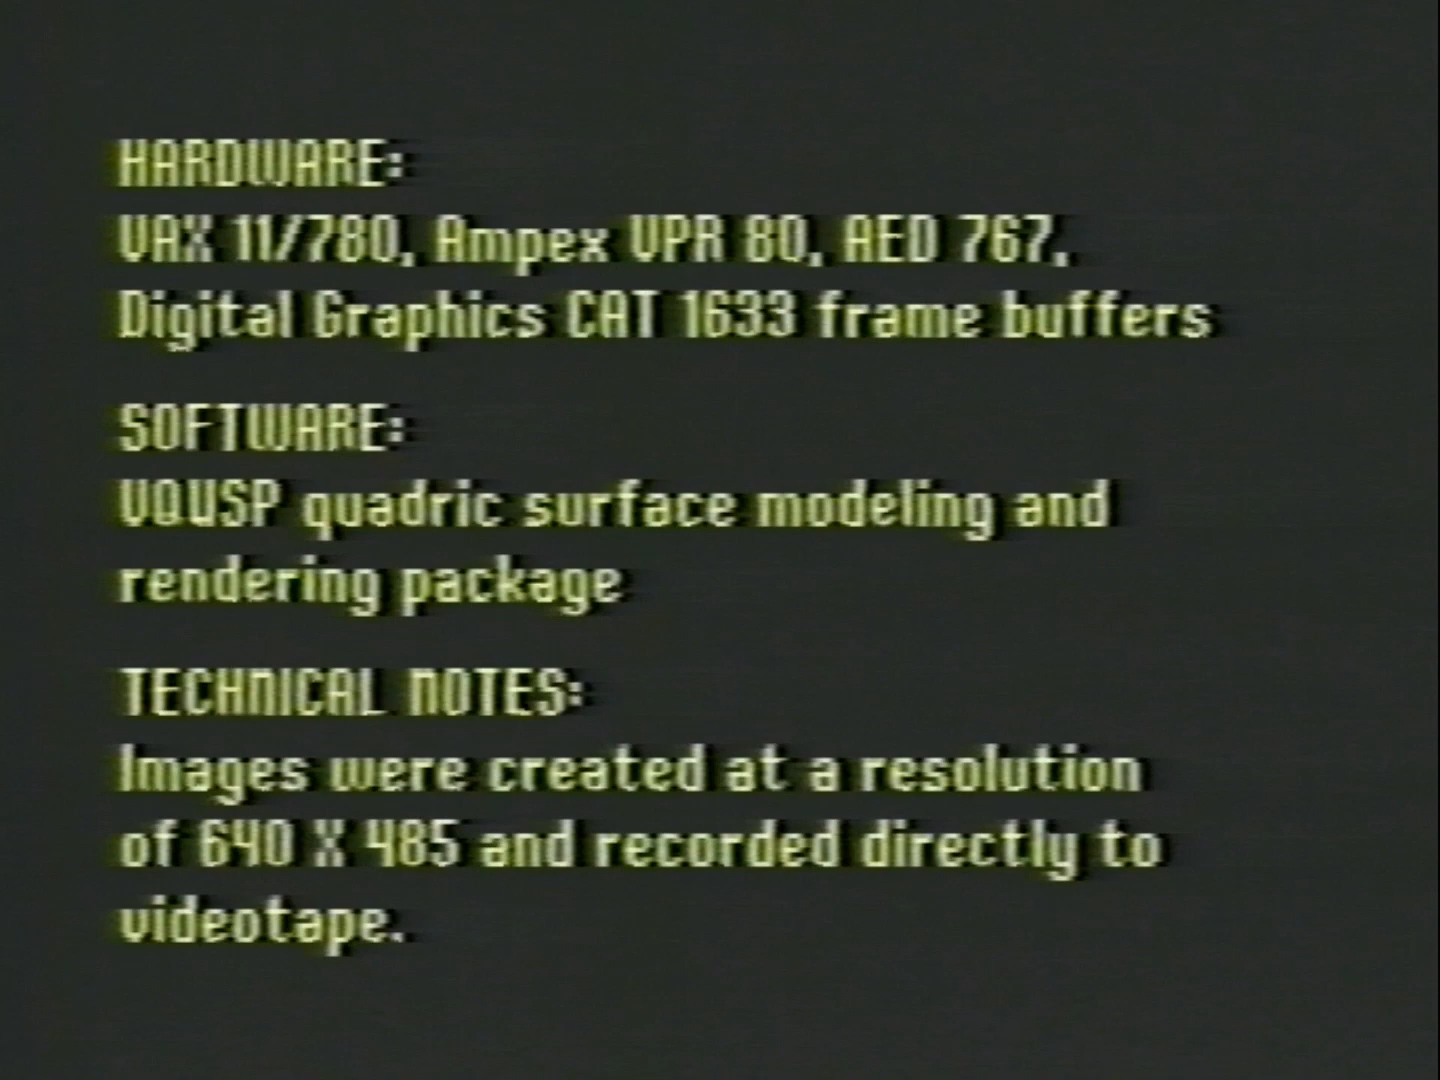 HARDWARE:
VAX 11/780, Ampex VPR 80, AED 767,
Digital Graphics CAT 1633 frame buffers
SOFTWARE:
VQUSP quadric surface modeling and
rendering package
TECHNICAL NOTES:
Images were created at a resolution
of 640 X 485 and recorded directly to
videotape.